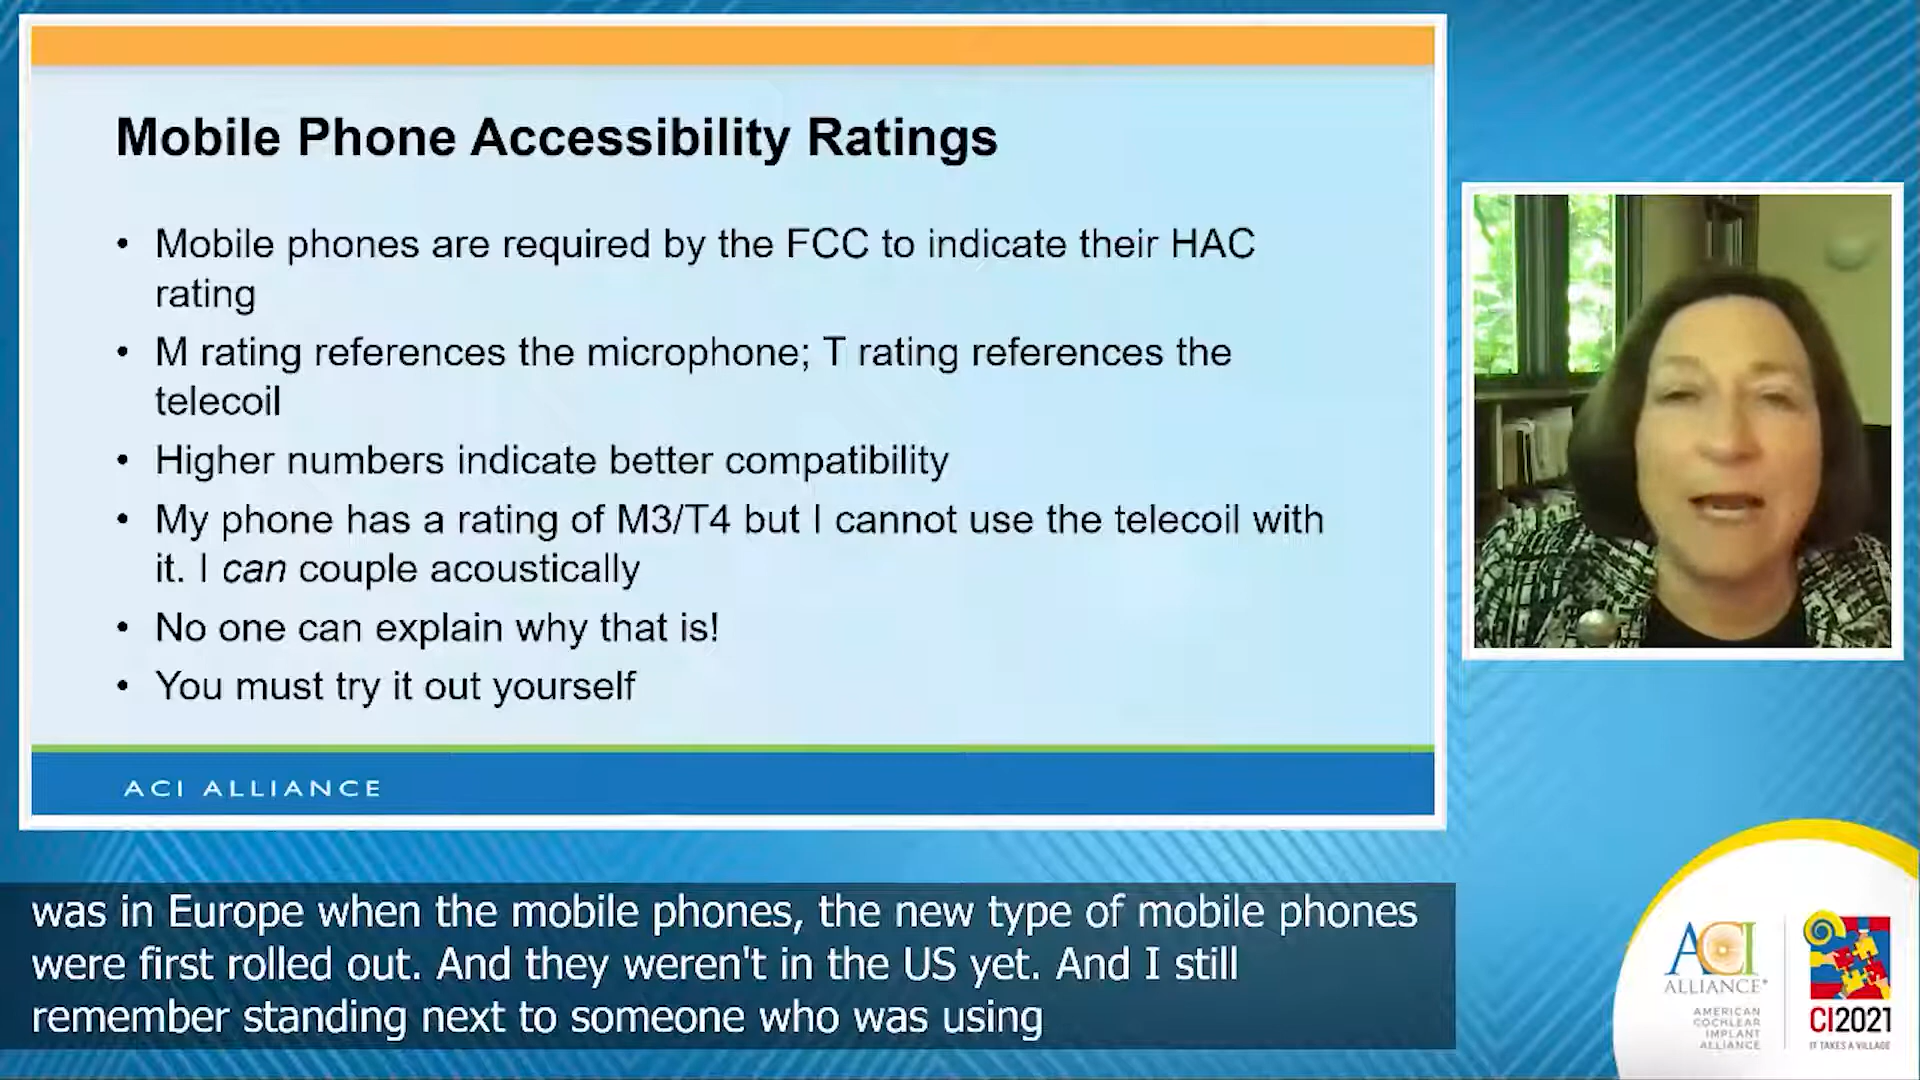 Mobile Phone Accessibility Ratings
• Mobile phones are required by the FCC to indicate their HAC
rating
• M rating references the microphone; T rating references the
telecoil
• Higher numbers indicate better compatibility
• My phone has a rating of M3/T4 but I cannot use the telecoil with
it. I can couple acoustically
• No one can explain why that is!
• You must try it out yourself
ACI ALLIANCE
was in Europe when the mobile phones, the new type of mobile phones
were first rolled out. And they weren't in the US yet. And I still
remember standing next to someone who was using
ACI
ALLIANCE®
AMERICAN
COCHLEAR
IMPLANT
ALLIANCE
CI2021
IT TAKES A VILLAGE